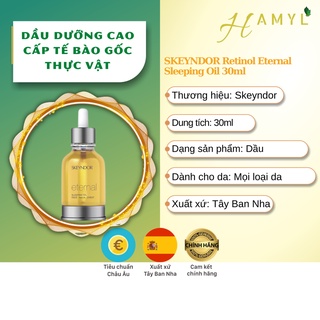 HAMYL
DẦU DƯỠNG CAO
CẤP TẾ BÀO GỐC
THỰC VẬT
SKEYNDOR Retinol Eternal
Sleeping Oil 30ml
Thương hiệu: Skeyndor
Dung tích: 30ml
Dạng sản phẩm: Dầu
Dành cho da: Mọi loại da
Xuất xứ: Tây Ban Nha
SKEYNDOR
eternal
CHÍNH HÃNG
Tiêu chuẩn
Châu Âu
Xuất xứ
Tây Ban Nha
Cam kết
chính hãng